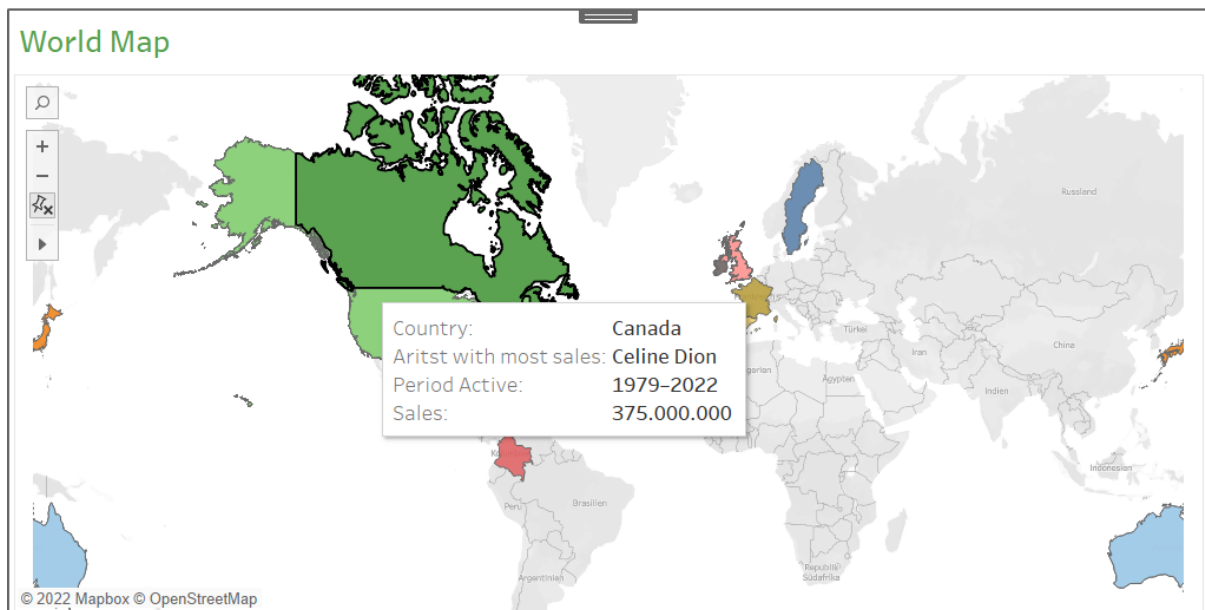 World Map
Russland
Türkei
China
Iran
Ägypten
Indien
Country: Canada
Aritst with most sales: Celine Dion
Period Active: 1979–2022
Sales: 375.000.000
Indonesien
Peru
Brasilien
Republik
Südafrika
Argentinien
© 2022 Mapbox © OpenStreetMap